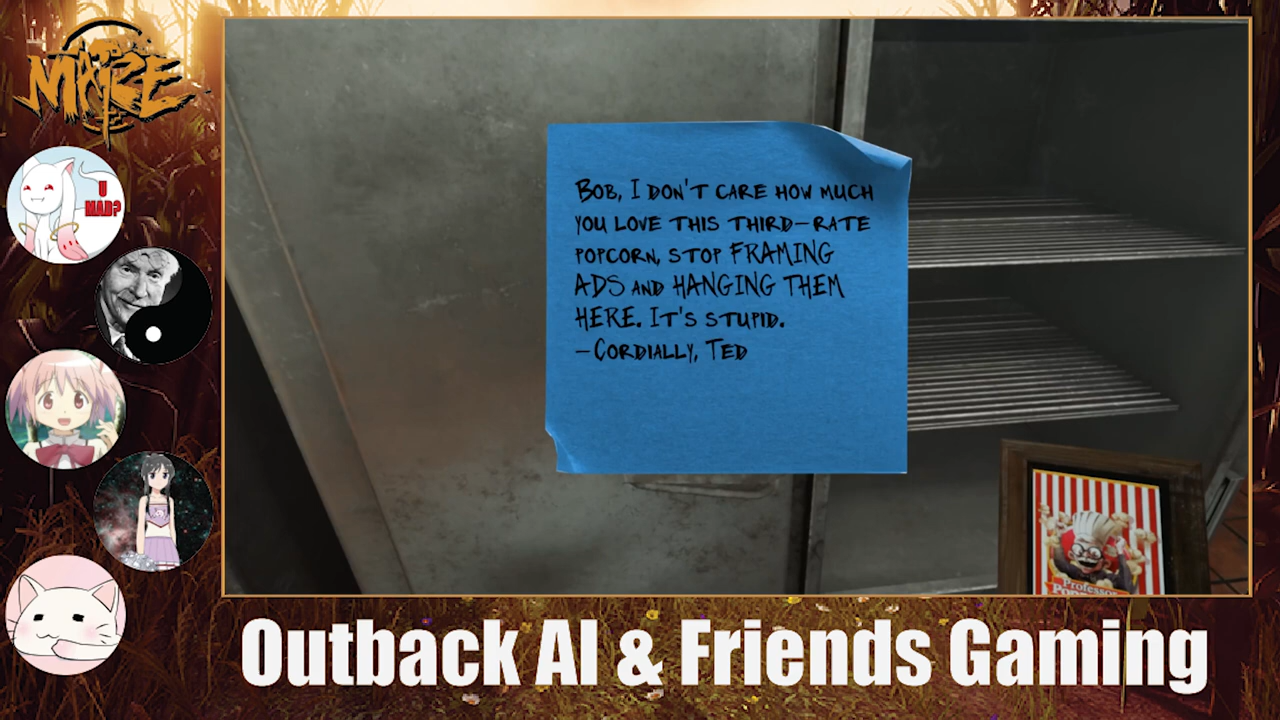 MAIZE
U
MAD?
BOB, I DON'T CARE HOW MUCH
YOU LOVE THIS THIRD-RATE
POPCORN, STOP FRAMING
ADS AND HANGING THEM
HERE. IT'S STUPID.
-CORDIALLY, TED
Professor
Outback AI & Friends Gaming